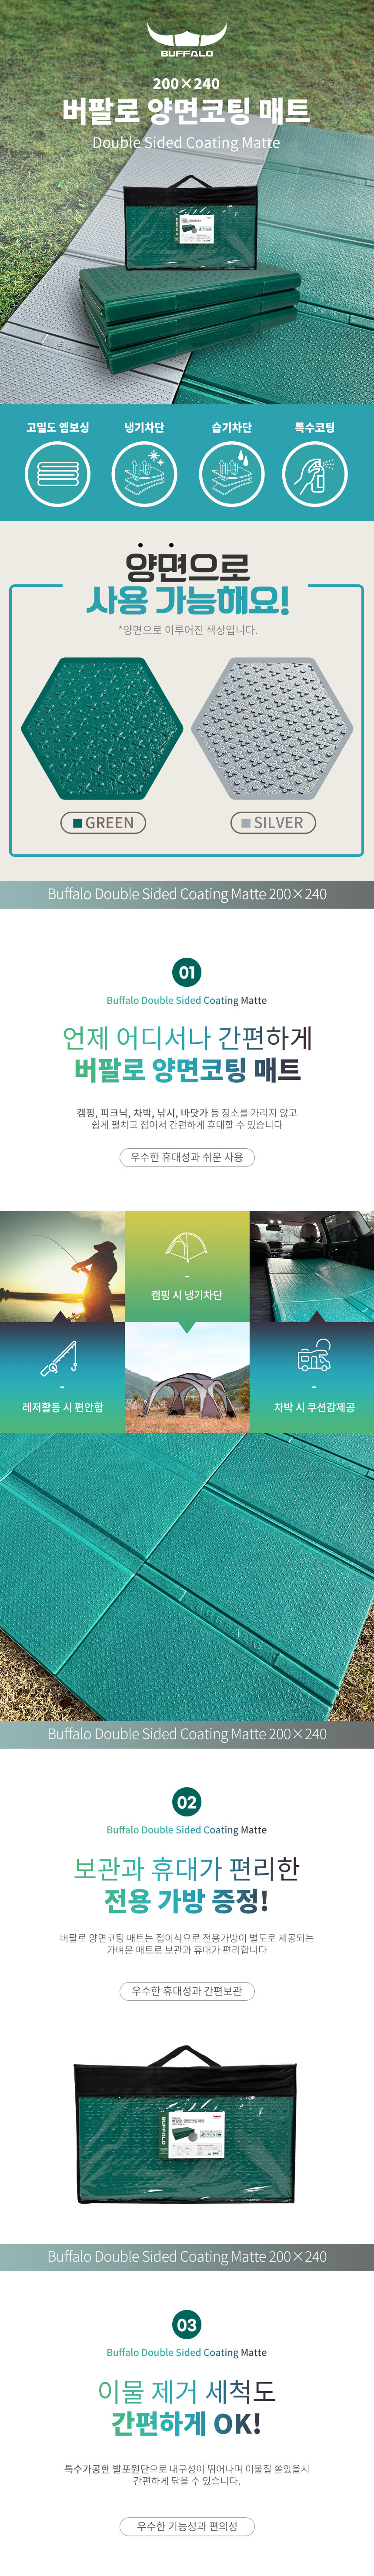 BUFFALO
200×240
버팔로 양면코팅 매트
Double Sided Coating Matte
고밀도 엠보싱
냉기차단
습기차단
특수코팅
양면으로
사용 가능해요!
*양면으로 이루어진 색상입니다.
GREEN
SILVER
Buffalo Double Sided Coating Matte 200×240
01
Buffalo Double Sided Coating Matte
언제 어디서나 간편하게
버팔로 양면코팅 매트
캠핑, 피크닉, 차박, 낚시, 바닷가 등 장소를 가리지 않고
쉽게 펼치고 접어서 간편하게 휴대할 수 있습니다
우수한 휴대성과 쉬운 사용
캠핑 시 냉기차단
레저활동 시 편안함
차박 시 쿠션감제공
BUFFALO
Buffalo Double Sided Coating Matte 200×240
02
Buffalo Double Sided Coating Matte
보관과 휴대가 편리한
전용 가방 증정!
버팔로 양면코팅 매트는 접이식으로 전용가방이 별도로 제공되는
가벼운 매트로 보관과 휴대가 편리합니다
우수한 휴대성과 간편보관
BUFFALO
버팔로 양면코팅매트
Buffalo Double Sided Coating Matte 200×240
03
Buffalo Double Sided Coating Matte
이물 제거 세척도
간편하게 OK!
특수가공한 발포원단으로 내구성이 뛰어나며 이물질 쏟았을시
간편하게 닦을 수 있습니다.
우수한 기능성과 편의성